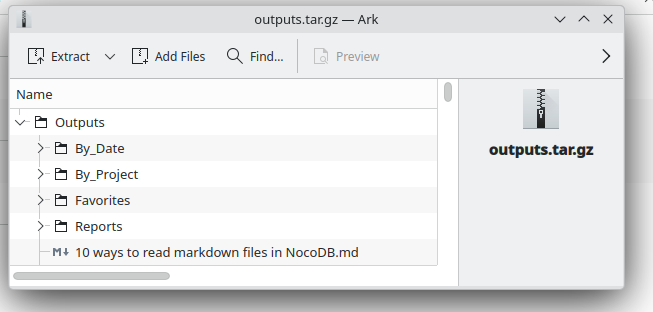 outputs.tar.gz — Ark
Extract Add Files Find... Preview
Name
Outputs
By_Date
By_Project
Favorites
Reports
M↓ 10 ways to read markdown files in NocoDB.md
outputs.tar.gz